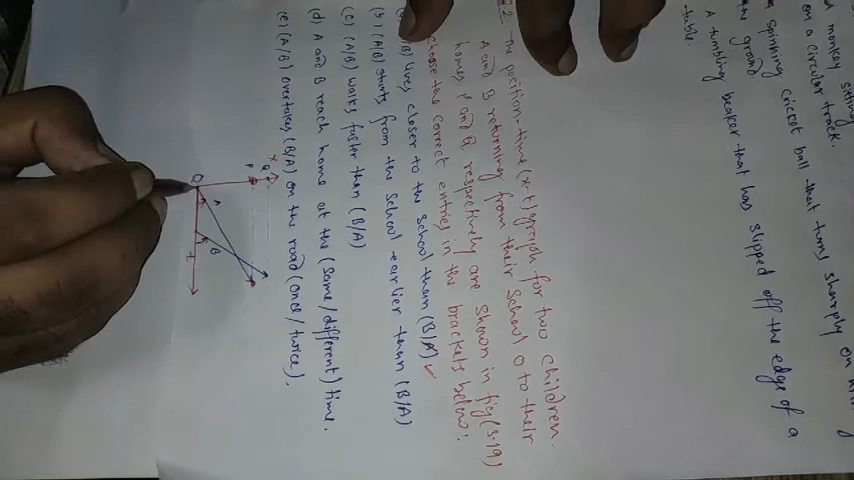 monkey sitting
on a circular track.
spinning cricket ball that turns sharply on
the ground
A tumbling beaker that has slipped off the edge of a
table.
2 The position-time (x-t) graph for two children
A and B returning from their School O to their
homes P and Q respectively are shown in fig (3.19)
choose the correct entries in the brackets below:
/B) lives closer to the school than (B/A) ✓
(b) (A/B) starts from the School earlier than (B/A)
(c) (A/B) walks faster than (B/A)
(d) A and B reach home at the (Same/different) time.
(e) (A/B) overtakes (B/A) on the road (once/twice).
x
Q
P
O
A
B
t